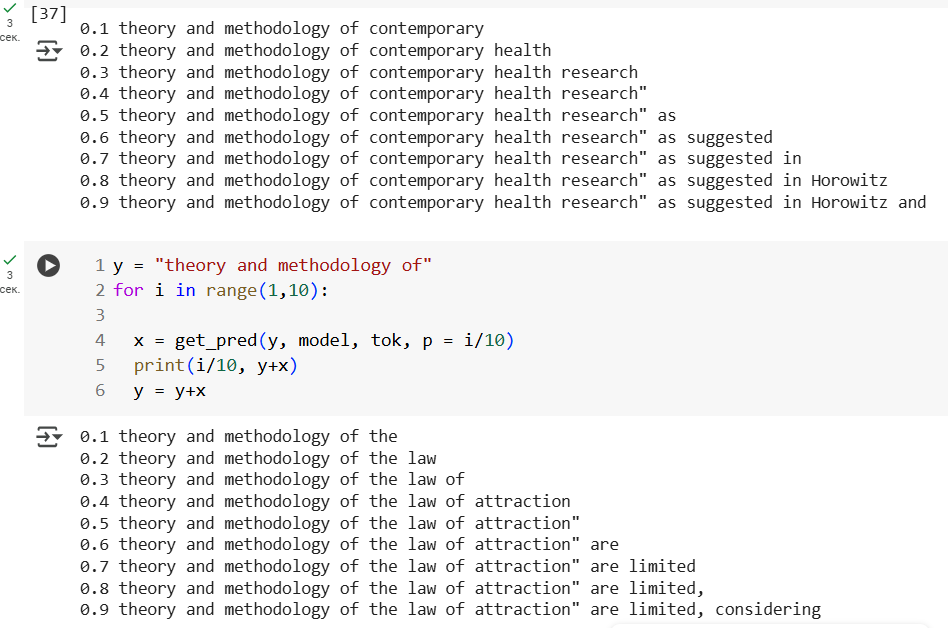 [37]
3
сек.
0.1 theory and methodology of contemporary
0.2 theory and methodology of contemporary health
0.3 theory and methodology of contemporary health research
0.4 theory and methodology of contemporary health research"
0.5 theory and methodology of contemporary health research" as
0.6 theory and methodology of contemporary health research" as suggested
0.7 theory and methodology of contemporary health research" as suggested in
0.8 theory and methodology of contemporary health research" as suggested in Horowitz
0.9 theory and methodology of contemporary health research" as suggested in Horowitz and
3
сек.
1 y = "theory and methodology of"
2 for i in range(1,10):
3
4 x = get_pred(y, model, tok, p = i/10)
5 print(i/10, y+x)
6 y = y+x
0.1 theory and methodology of the
0.2 theory and methodology of the law
0.3 theory and methodology of the law of
0.4 theory and methodology of the law of attraction
0.5 theory and methodology of the law of attraction"
0.6 theory and methodology of the law of attraction" are
0.7 theory and methodology of the law of attraction" are limited
0.8 theory and methodology of the law of attraction" are limited,
0.9 theory and methodology of the law of attraction" are limited, considering